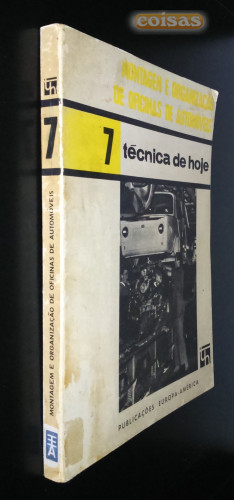 coisas
7
MONTAGEM E ORGANIZAÇÃO DE OFICINAS DE AUTOMÓVEIS
EA
MONTAGEM E ORGANIZAÇÃO
DE OFICINAS DE AUTOMÓVEIS
7 técnica de hoje
PUBLICAÇÕES EUROPA-AMÉRICA